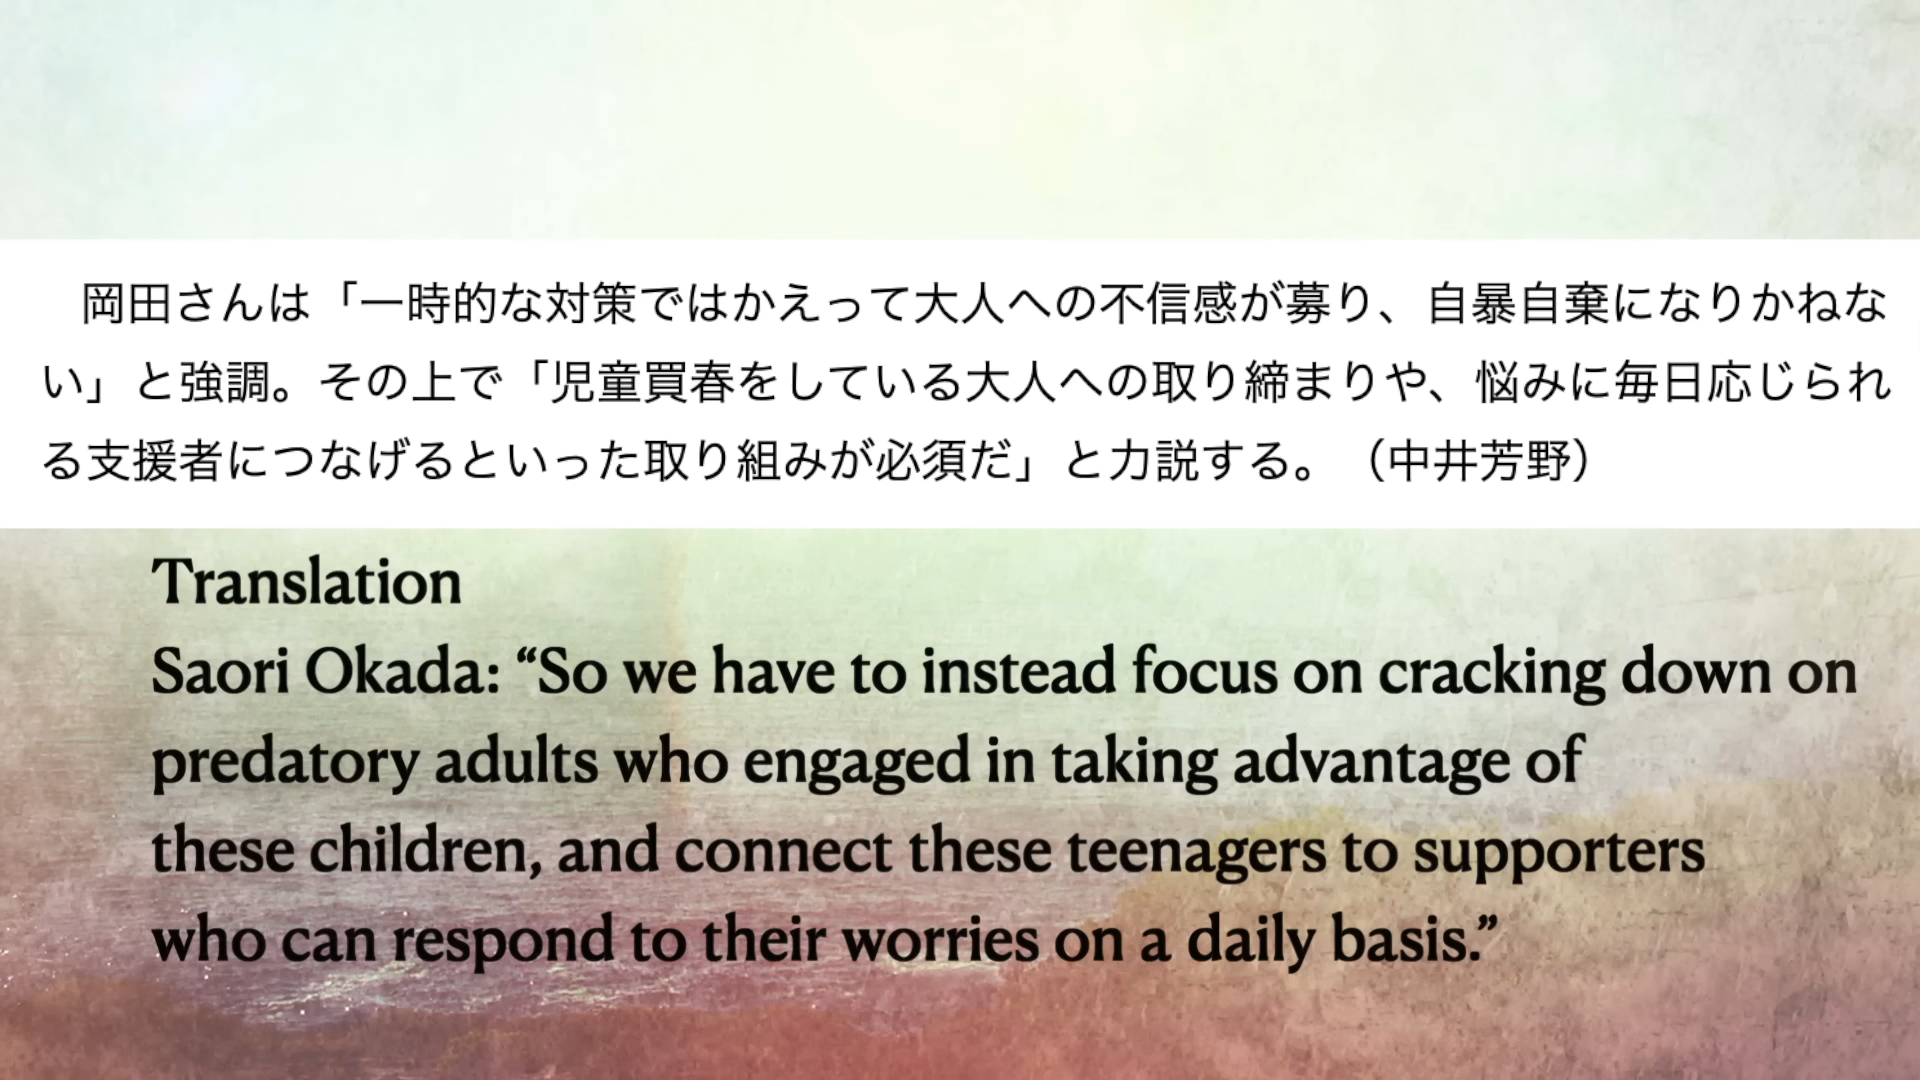 岡田さんは「一時的な対策ではかえって大人への不信感が募り、自暴自棄になりかねな
い」と強調。その上で「児童買春をしている大人への取り締まりや、悩みに毎日応じられ
る支援者につなげるといった取り組みが必須だ」と力説する。（中井芳野）
Translation
Saori Okada: “So we have to instead focus on cracking down on
predatory adults who engaged in taking advantage of
these children, and connect these teenagers to supporters
who can respond to their worries on a daily basis.”